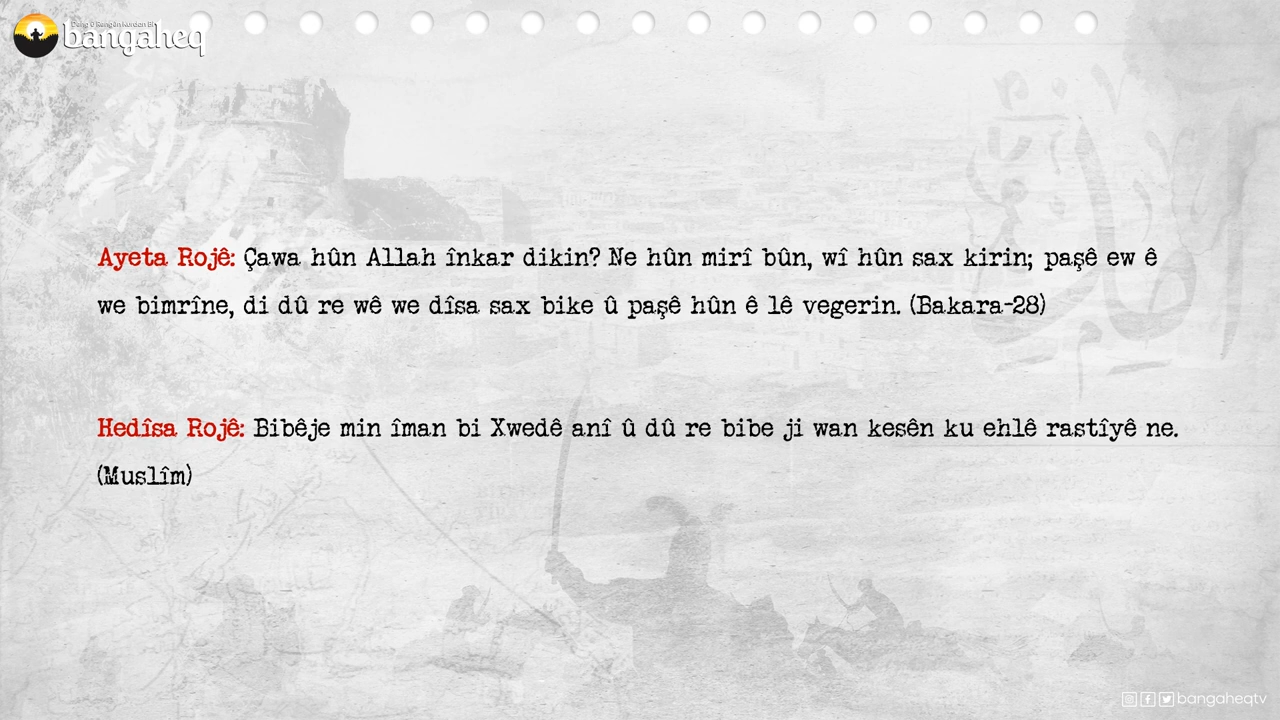 bangaheq
Ayeta Rojê: Çawa hûn Allah înkar dikin? Ne hûn mirî bûn, wî hûn sax kirin; paşê ew ê
we bimrîne, di dû re wê we dîsa sax bike û paşê hûn ê lê vegerin. (Bakara-28)
Hedîsa Rojê: Bibêje min îman bi Xwedê anî û dû re bibe ji wan kesên ku ehlê rastîyê ne.
(Muslîm)
bangaheqtv